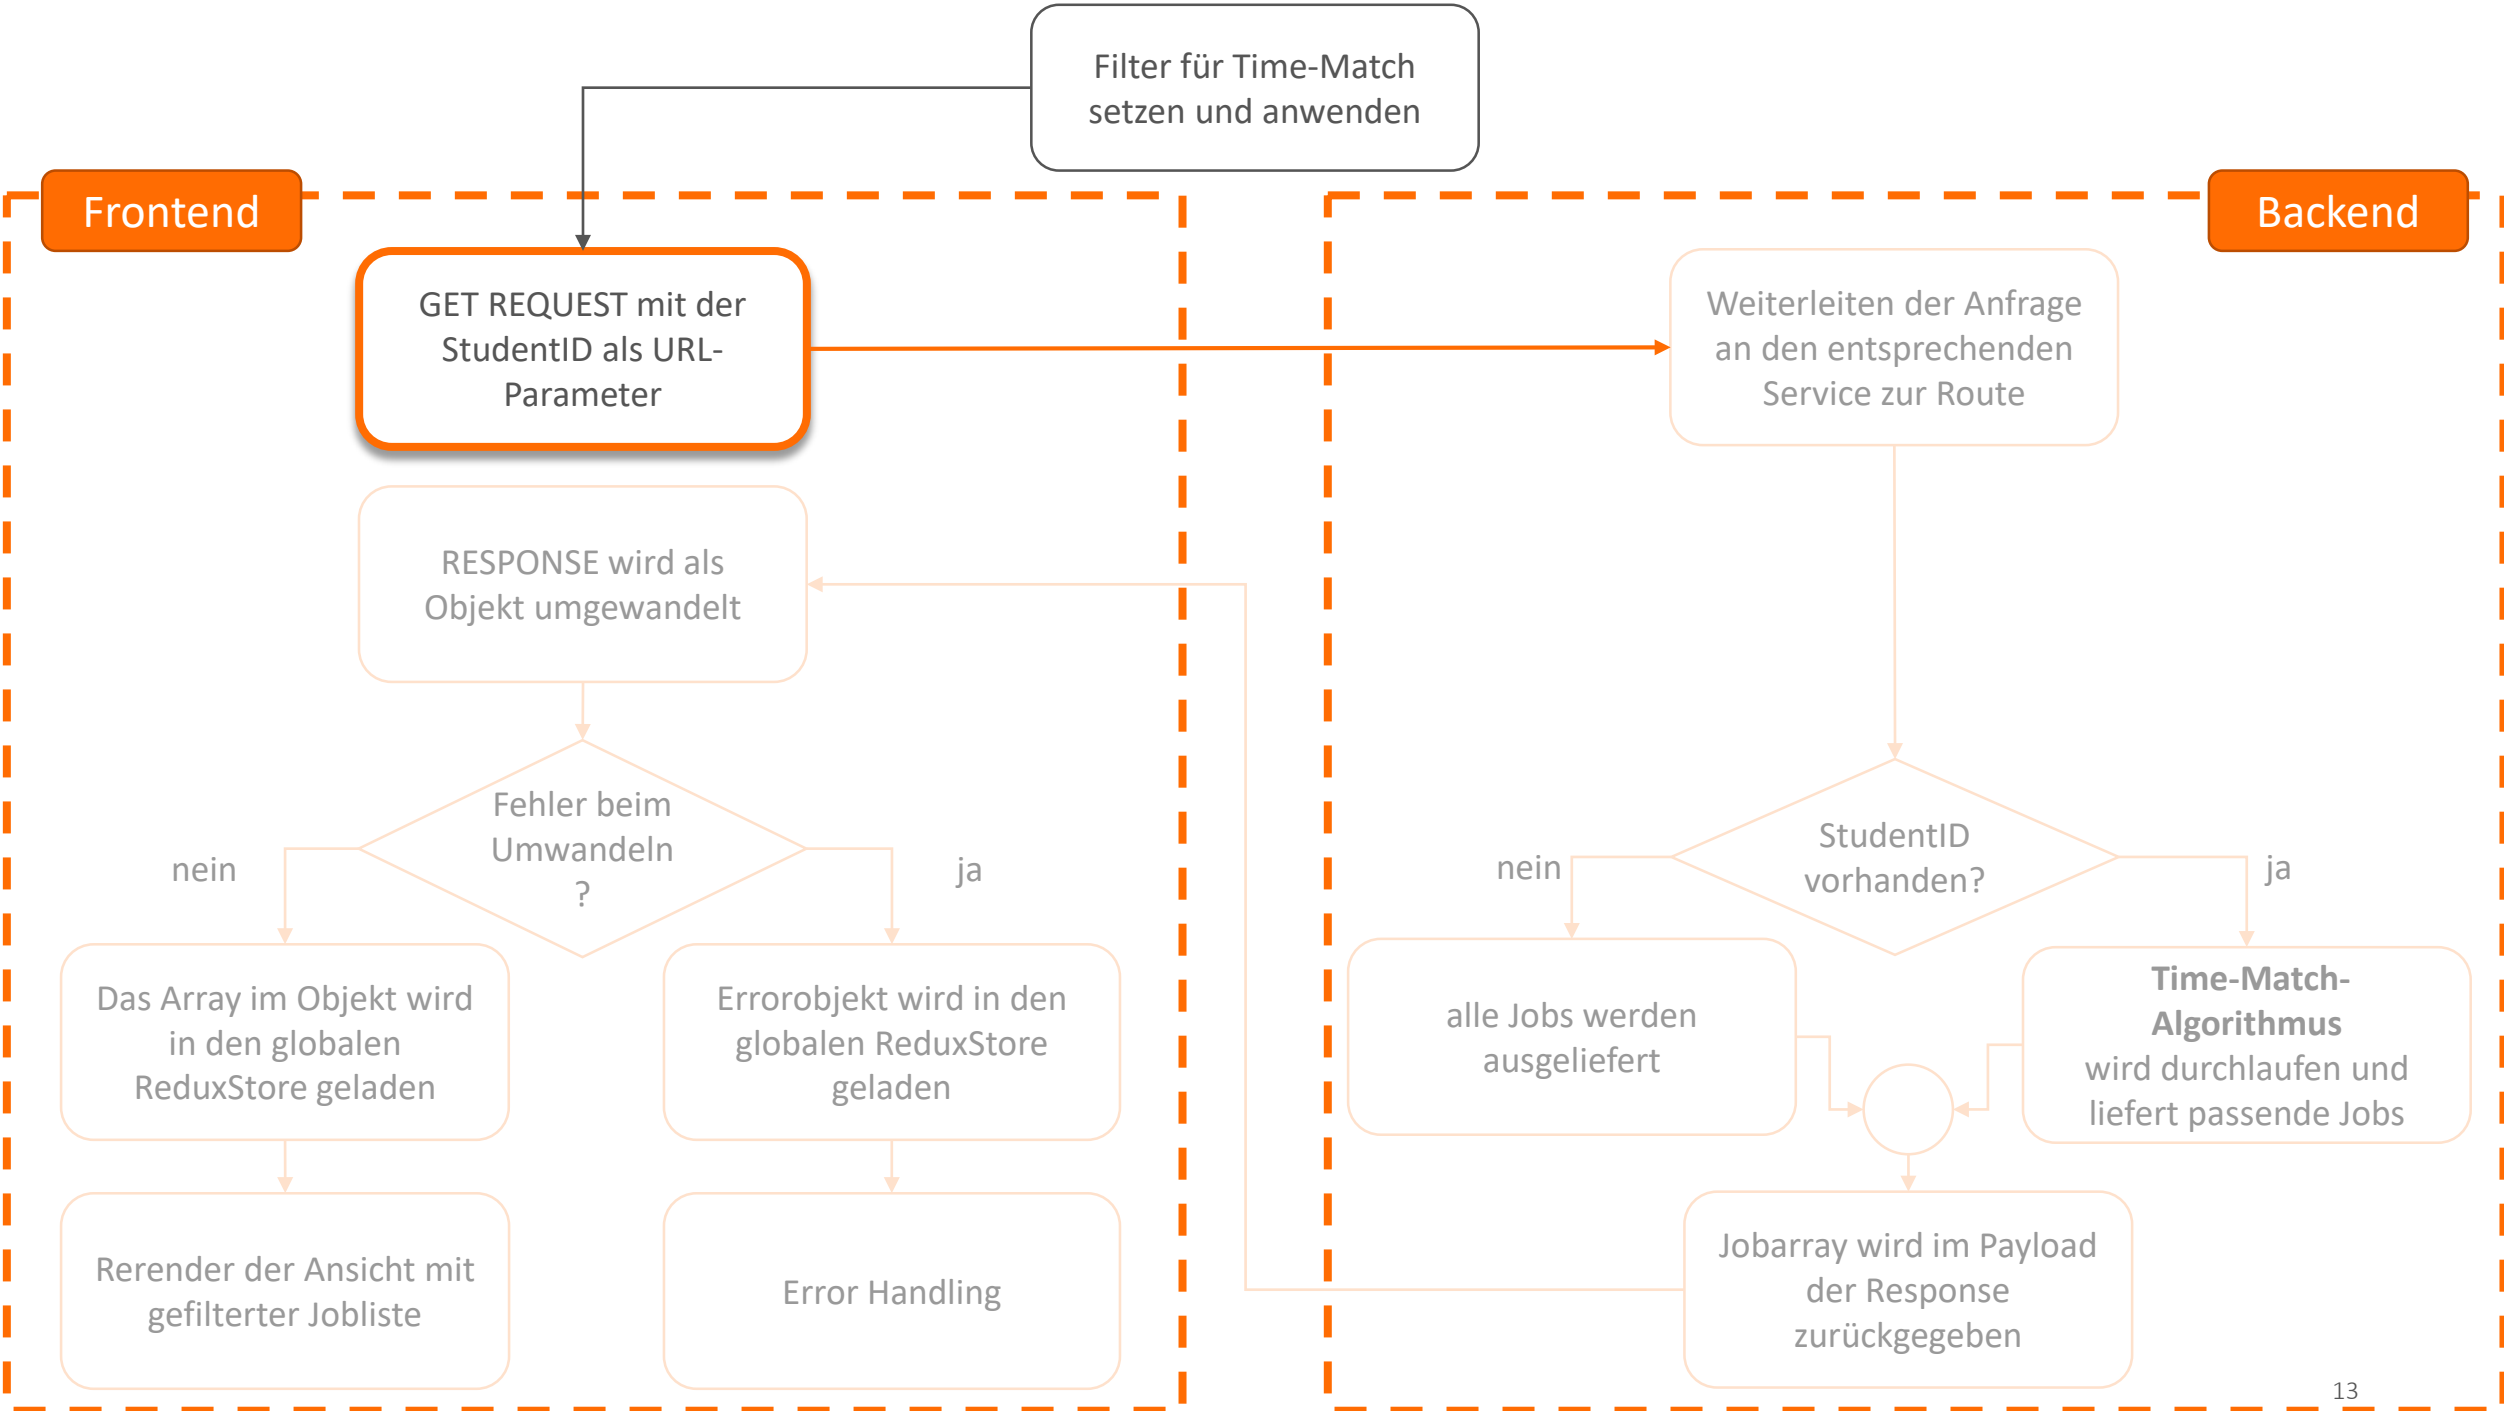 Filter für Time-Match
setzen und anwenden
Frontend
Backend
GET REQUEST mit der
StudentID als URL-
Parameter
Weiterleiten der Anfrage
an den entsprechenden
Service zur Route
RESPONSE wird als
Objekt umgewandelt
Fehler beim
Umwandeln
?
nein
ja
StudentID
vorhanden?
nein
ja
Das Array im Objekt wird
in den globalen
ReduxStore geladen
Errorobjekt wird in den
globalen ReduxStore
geladen
alle Jobs werden
ausgeliefert
Time-Match-
Algorithmus
wird durchlaufen und
liefert passende Jobs
Rerender der Ansicht mit
gefilterter Jobliste
Error Handling
Jobarray wird im Payload
der Response
zurückgegeben
13